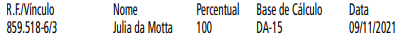 R.F./Vínculo Nome Percentual Base de Cálculo Data
859.518-6/3 Julia da Motta 100 DA-15 09/11/2021